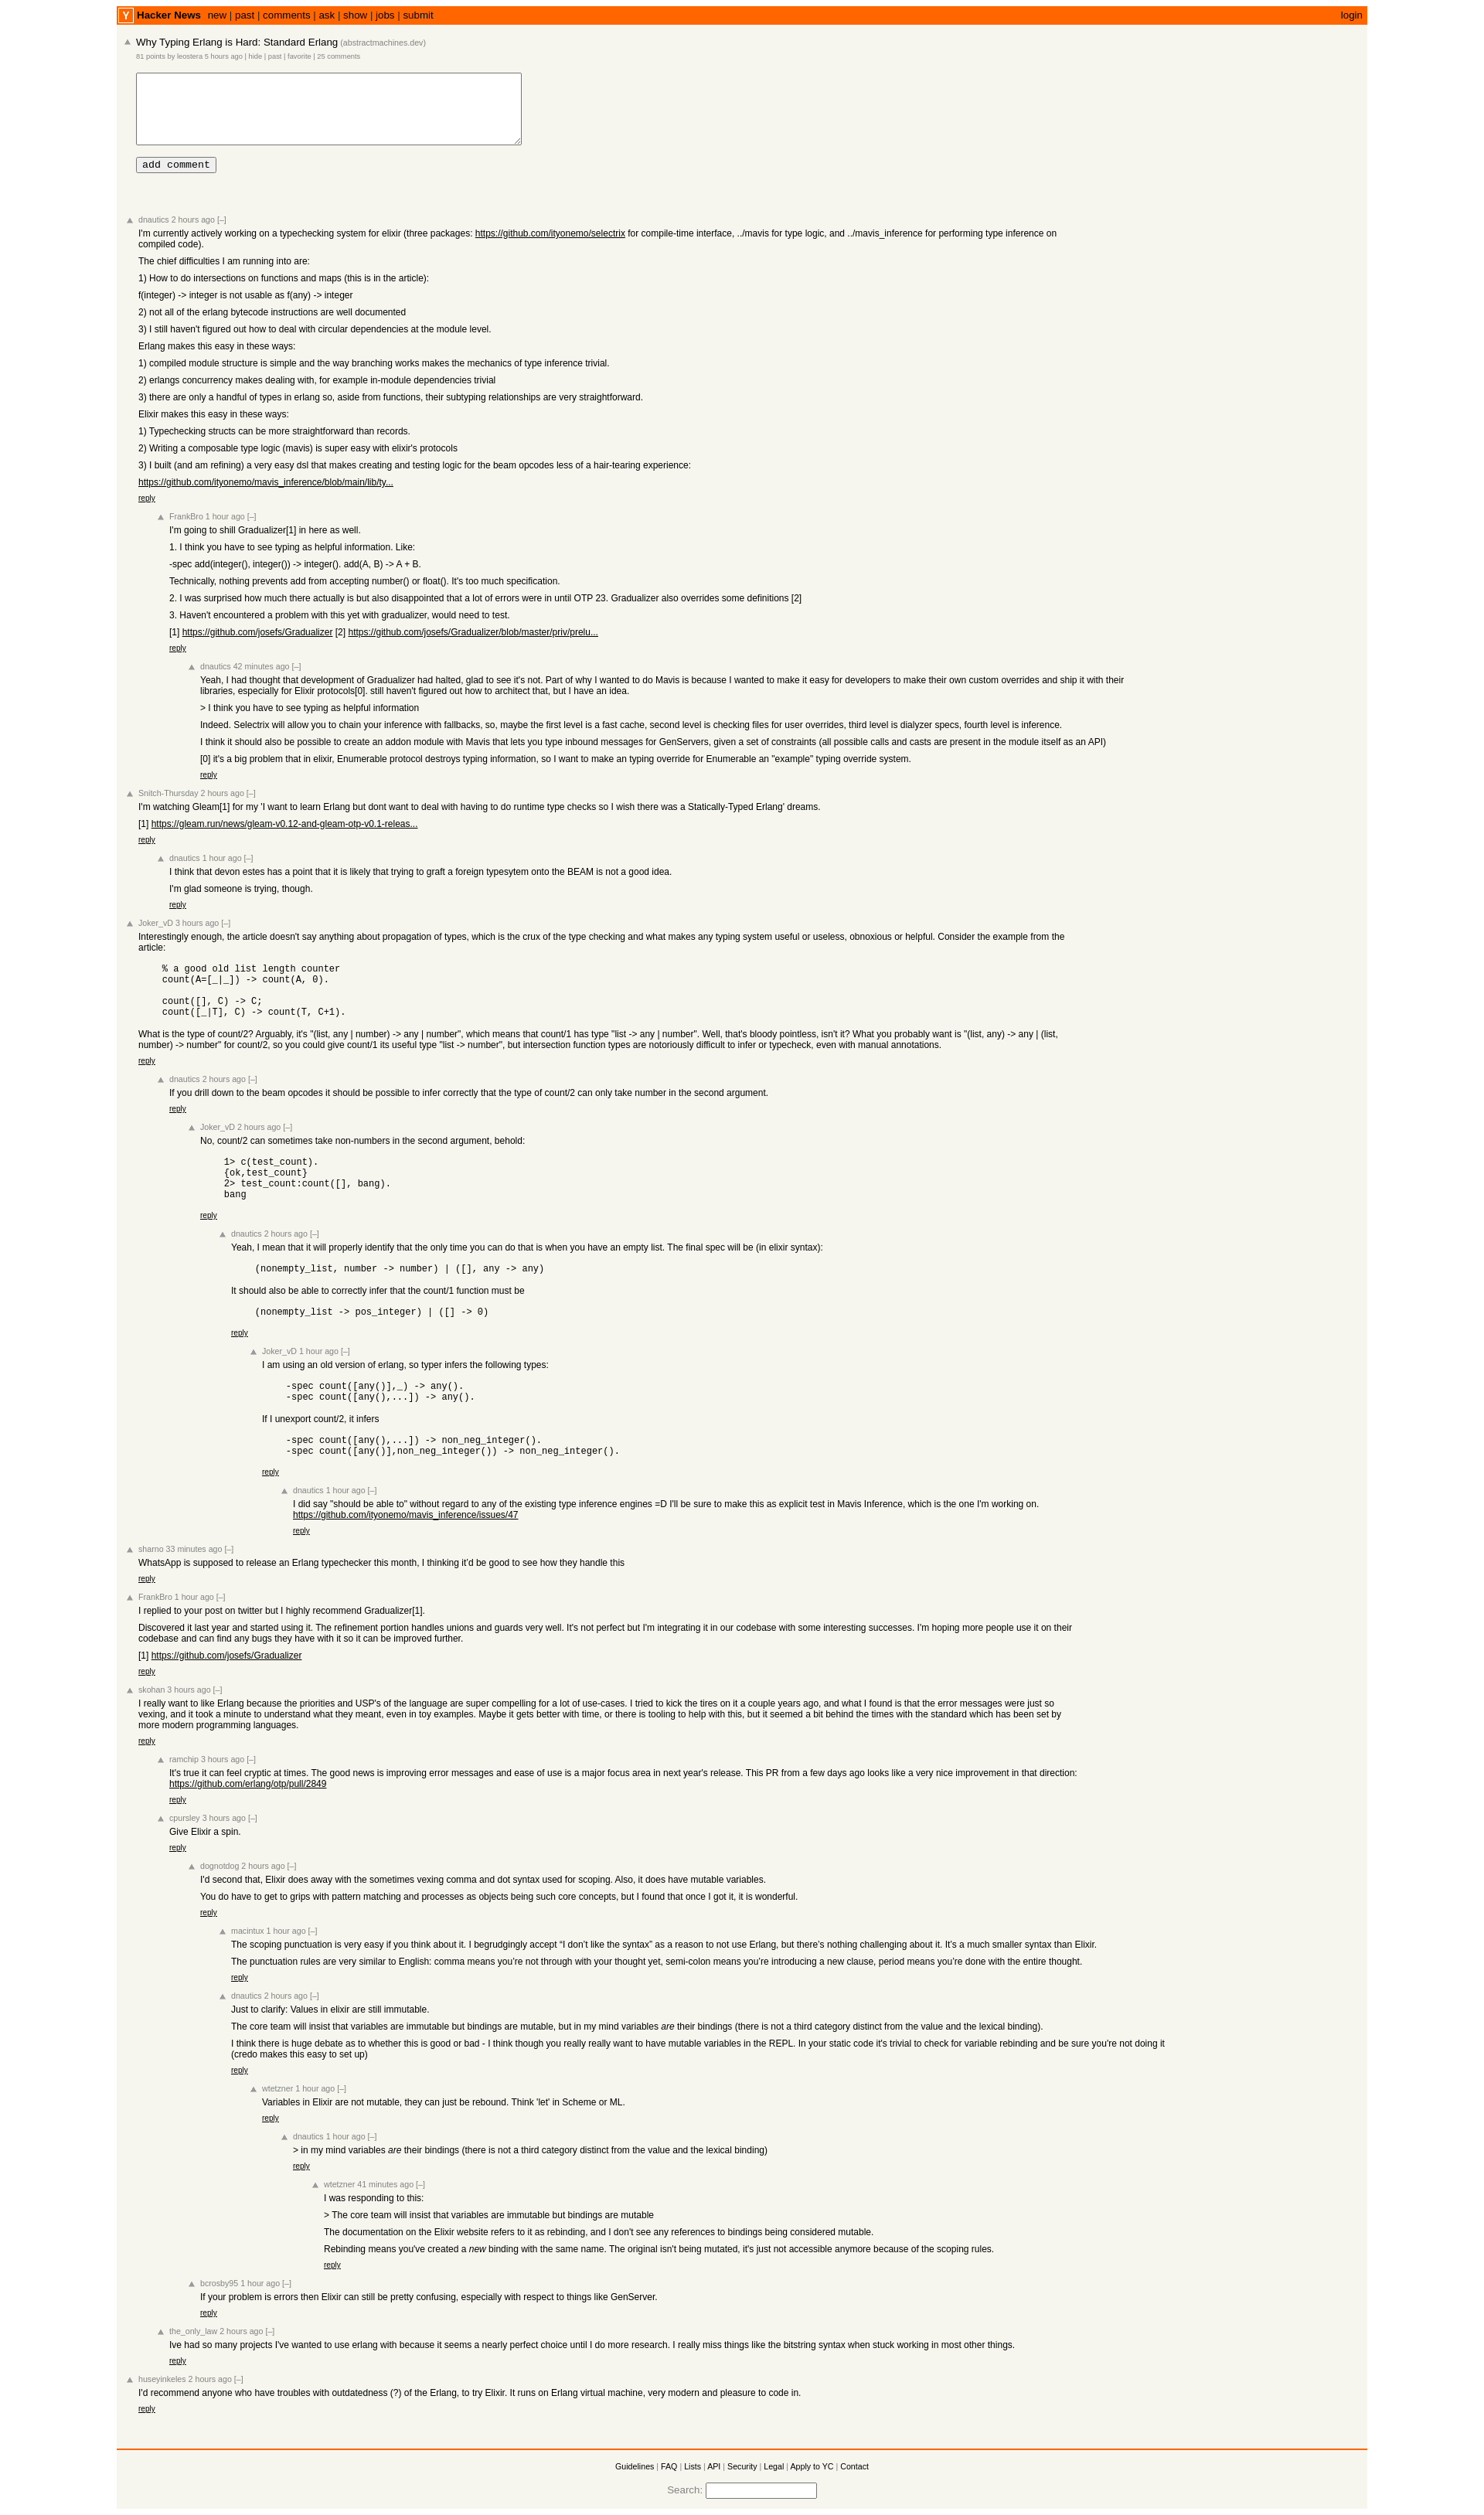 Y Hacker News new | past | comments | ask | show | jobs | submit login
Why Typing Erlang is Hard: Standard Erlang (abstractmachines.dev)
81 points by leostera 5 hours ago | hide | past | favorite | 25 comments
add comment
dnautics 2 hours ago [–]
I'm currently actively working on a typechecking system for elixir (three packages: https://github.com/ityonemo/selectrix for compile-time interface, ../mavis for type logic, and ../mavis_inference for performing type inference on
compiled code).
The chief difficulties I am running into are:
1) How to do intersections on functions and maps (this is in the article):
f(integer) -> integer is not usable as f(any) -> integer
2) not all of the erlang bytecode instructions are well documented
3) I still haven't figured out how to deal with circular dependencies at the module level.
Erlang makes this easy in these ways:
1) compiled module structure is simple and the way branching works makes the mechanics of type inference trivial.
2) erlangs concurrency makes dealing with, for example in-module dependencies trivial
3) there are only a handful of types in erlang so, aside from functions, their subtyping relationships are very straightforward.
Elixir makes this easy in these ways:
1) Typechecking structs can be more straightforward than records.
2) Writing a composable type logic (mavis) is super easy with elixir's protocols
3) I built (and am refining) a very easy dsl that makes creating and testing logic for the beam opcodes less of a hair-tearing experience:
https://github.com/ityonemo/mavis_inference/blob/main/lib/ty...
reply
FrankBro 1 hour ago [–]
I'm going to shill Gradualizer[1] in here as well.
1. I think you have to see typing as helpful information. Like:
-spec add(integer(), integer()) -> integer(). add(A, B) -> A + B.
Technically, nothing prevents add from accepting number() or float(). It's too much specification.
2. I was surprised how much there actually is but also disappointed that a lot of errors were in until OTP 23. Gradualizer also overrides some definitions [2]
3. Haven't encountered a problem with this yet with gradualizer, would need to test.
[1] https://github.com/josefs/Gradualizer [2] https://github.com/josefs/Gradualizer/blob/master/priv/prelu...
reply
dnautics 42 minutes ago [–]
Yeah, I had thought that development of Gradualizer had halted, glad to see it's not. Part of why I wanted to do Mavis is because I wanted to make it easy for developers to make their own custom overrides and ship it with their
libraries, especially for Elixir protocols[0]. still haven't figured out how to architect that, but I have an idea.
> I think you have to see typing as helpful information
Indeed. Selectrix will allow you to chain your inference with fallbacks, so, maybe the first level is a fast cache, second level is checking files for user overrides, third level is dialyzer specs, fourth level is inference.
I think it should also be possible to create an addon module with Mavis that lets you type inbound messages for GenServers, given a set of constraints (all possible calls and casts are present in the module itself as an API)
[0] it's a big problem that in elixir, Enumerable protocol destroys typing information, so I want to make an typing override for Enumerable an "example" typing override system.
reply
Snitch-Thursday 2 hours ago [–]
I'm watching Gleam[1] for my 'I want to learn Erlang but dont want to deal with having to do runtime type checks so I wish there was a Statically-Typed Erlang' dreams.
[1] https://gleam.run/news/gleam-v0.12-and-gleam-otp-v0.1-releas...
reply
dnautics 1 hour ago [–]
I think that devon estes has a point that it is likely that trying to graft a foreign typesytem onto the BEAM is not a good idea.
I'm glad someone is trying, though.
reply
Joker_vD 3 hours ago [–]
Interestingly enough, the article doesn't say anything about propagation of types, which is the crux of the type checking and what makes any typing system useful or useless, obnoxious or helpful. Consider the example from the
article:
% a good old list length counter
count(A=[_|_]) -> count(A, 0).
count([], C) -> C;
count([_|T], C) -> count(T, C+1).
What is the type of count/2? Arguably, it's "(list, any | number) -> any | number", which means that count/1 has type "list -> any | number". Well, that's bloody pointless, isn't it? What you probably want is "(list, any) -> any | (list,
number) -> number" for count/2, so you could give count/1 its useful type "list -> number", but intersection function types are notoriously difficult to infer or typecheck, even with manual annotations.
reply
dnautics 2 hours ago [–]
If you drill down to the beam opcodes it should be possible to infer correctly that the type of count/2 can only take number in the second argument.
reply
Joker_vD 2 hours ago [–]
No, count/2 can sometimes take non-numbers in the second argument, behold:
1> c(test_count).
{ok,test_count}
2> test_count:count([], bang).
bang
reply
dnautics 2 hours ago [–]
Yeah, I mean that it will properly identify that the only time you can do that is when you have an empty list. The final spec will be (in elixir syntax):
(nonempty_list, number -> number) | ([], any -> any)
It should also be able to correctly infer that the count/1 function must be
(nonempty_list -> pos_integer) | ([] -> 0)
reply
Joker_vD 1 hour ago [–]
I am using an old version of erlang, so typer infers the following types:
-spec count([any()],_) -> any().
-spec count([any(),...]) -> any().
If I unexport count/2, it infers
-spec count([any(),...]) -> non_neg_integer().
-spec count([any()],non_neg_integer()) -> non_neg_integer().
reply
dnautics 1 hour ago [–]
I did say "should be able to" without regard to any of the existing type inference engines =D I'll be sure to make this as explicit test in Mavis Inference, which is the one I'm working on.
https://github.com/ityonemo/mavis_inference/issues/47
reply
sharno 33 minutes ago [–]
WhatsApp is supposed to release an Erlang typechecker this month, I thinking it'd be good to see how they handle this
reply
FrankBro 1 hour ago [–]
I replied to your post on twitter but I highly recommend Gradualizer[1].
Discovered it last year and started using it. The refinement portion handles unions and guards very well. It's not perfect but I'm integrating it in our codebase with some interesting successes. I'm hoping more people use it on their
codebase and can find any bugs they have with it so it can be improved further.
[1] https://github.com/josefs/Gradualizer
reply
skohan 3 hours ago [–]
I really want to like Erlang because the priorities and USP's of the language are super compelling for a lot of use-cases. I tried to kick the tires on it a couple years ago, and what I found is that the error messages were just so
vexing, and it took a minute to understand what they meant, even in toy examples. Maybe it gets better with time, or there is tooling to help with this, but it seemed a bit behind the times with the standard which has been set by
more modern programming languages.
reply
ramchip 3 hours ago [–]
It's true it can feel cryptic at times. The good news is improving error messages and ease of use is a major focus area in next year's release. This PR from a few days ago looks like a very nice improvement in that direction:
https://github.com/erlang/otp/pull/2849
reply
cpursley 3 hours ago [–]
Give Elixir a spin.
reply
dognotdog 2 hours ago [–]
I'd second that, Elixir does away with the sometimes vexing comma and dot syntax used for scoping. Also, it does have mutable variables.
You do have to get to grips with pattern matching and processes as objects being such core concepts, but I found that once I got it, it is wonderful.
reply
macintux 1 hour ago [–]
The scoping punctuation is very easy if you think about it. I begrudgingly accept “I don’t like the syntax” as a reason to not use Erlang, but there’s nothing challenging about it. It’s a much smaller syntax than Elixir.
The punctuation rules are very similar to English: comma means you’re not through with your thought yet, semi-colon means you’re introducing a new clause, period means you’re done with the entire thought.
reply
dnautics 2 hours ago [–]
Just to clarify: Values in elixir are still immutable.
The core team will insist that variables are immutable but bindings are mutable, but in my mind variables are their bindings (there is not a third category distinct from the value and the lexical binding).
I think there is huge debate as to whether this is good or bad - I think though you really really want to have mutable variables in the REPL. In your static code it's trivial to check for variable rebinding and be sure you're not doing it
(credo makes this easy to set up)
reply
wtetzner 1 hour ago [–]
Variables in Elixir are not mutable, they can just be rebound. Think 'let' in Scheme or ML.
reply
dnautics 1 hour ago [–]
> in my mind variables are their bindings (there is not a third category distinct from the value and the lexical binding)
reply
wtetzner 41 minutes ago [–]
I was responding to this:
> The core team will insist that variables are immutable but bindings are mutable
The documentation on the Elixir website refers to it as rebinding, and I don't see any references to bindings being considered mutable.
Rebinding means you've created a new binding with the same name. The original isn't being mutated, it's just not accessible anymore because of the scoping rules.
reply
bcrosby95 1 hour ago [–]
If your problem is errors then Elixir can still be pretty confusing, especially with respect to things like GenServer.
reply
the_only_law 2 hours ago [–]
Ive had so many projects I've wanted to use erlang with because it seems a nearly perfect choice until I do more research. I really miss things like the bitstring syntax when stuck working in most other things.
reply
huseyinkeles 2 hours ago [–]
I'd recommend anyone who have troubles with outdatedness (?) of the Erlang, to try Elixir. It runs on Erlang virtual machine, very modern and pleasure to code in.
reply
Guidelines | FAQ | Lists | API | Security | Legal | Apply to YC | Contact
Search: